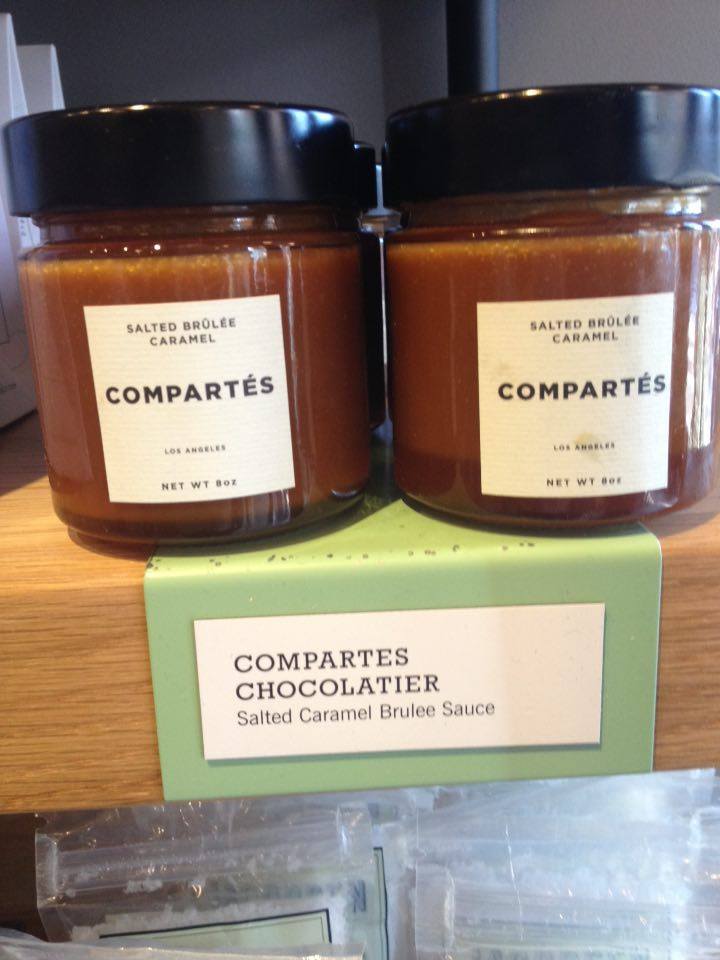 SALTED BRÛLÉE
CARAMEL
COMPARTÉS
LOS ANGELES
NET WT 8OZ
SALTED BRÛLÉE
CARAMEL
COMPARTÉS
LOS ANGELES
NET WT 8OZ
COMPARTES
CHOCOLATIER
Salted Caramel Brulee Sauce